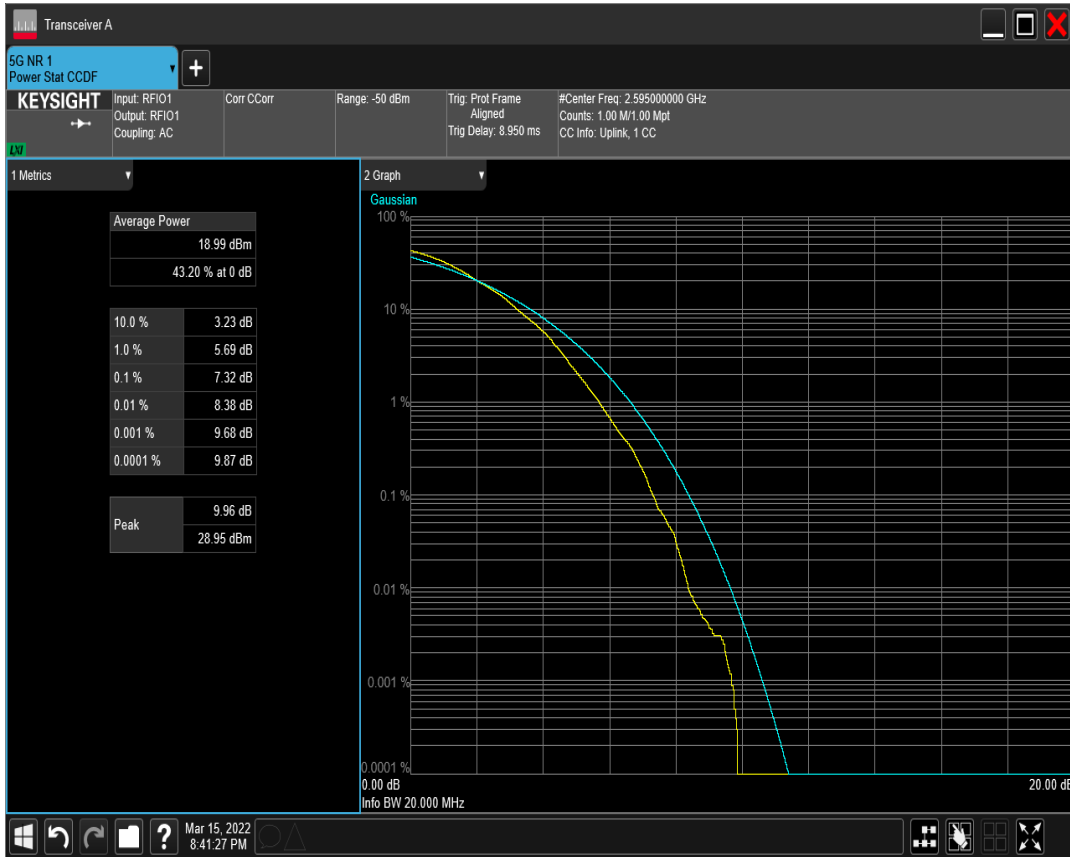 Transceiver A
5G NR 1
Power Stat CCDF
KEYSIGHT
LXI
Input: RFIO1
Output: RFIO1
Coupling: AC
Corr CCorr
Range: -50 dBm
Trig: Prot Frame
Aligned
Trig Delay: 8.950 ms
#Center Freq: 2.595000000 GHz
Counts: 1.00 M/1.00 Mpt
CC Info: Uplink, 1 CC
1 Metrics
Average Power
18.99 dBm
43.20 % at 0 dB
10.0 % 3.23 dB
1.0 % 5.69 dB
0.1 % 7.32 dB
0.01 % 8.38 dB
0.001 % 9.68 dB
0.0001 % 9.87 dB
Peak
9.96 dB
28.95 dBm
2 Graph
Gaussian
100 %
10 %
1 %
0.1 %
0.01 %
0.001 %
0.0001 %
0.00 dB 20.00 dB
Info BW 20.000 MHz
?
Mar 15, 2022
8:41:27 PM